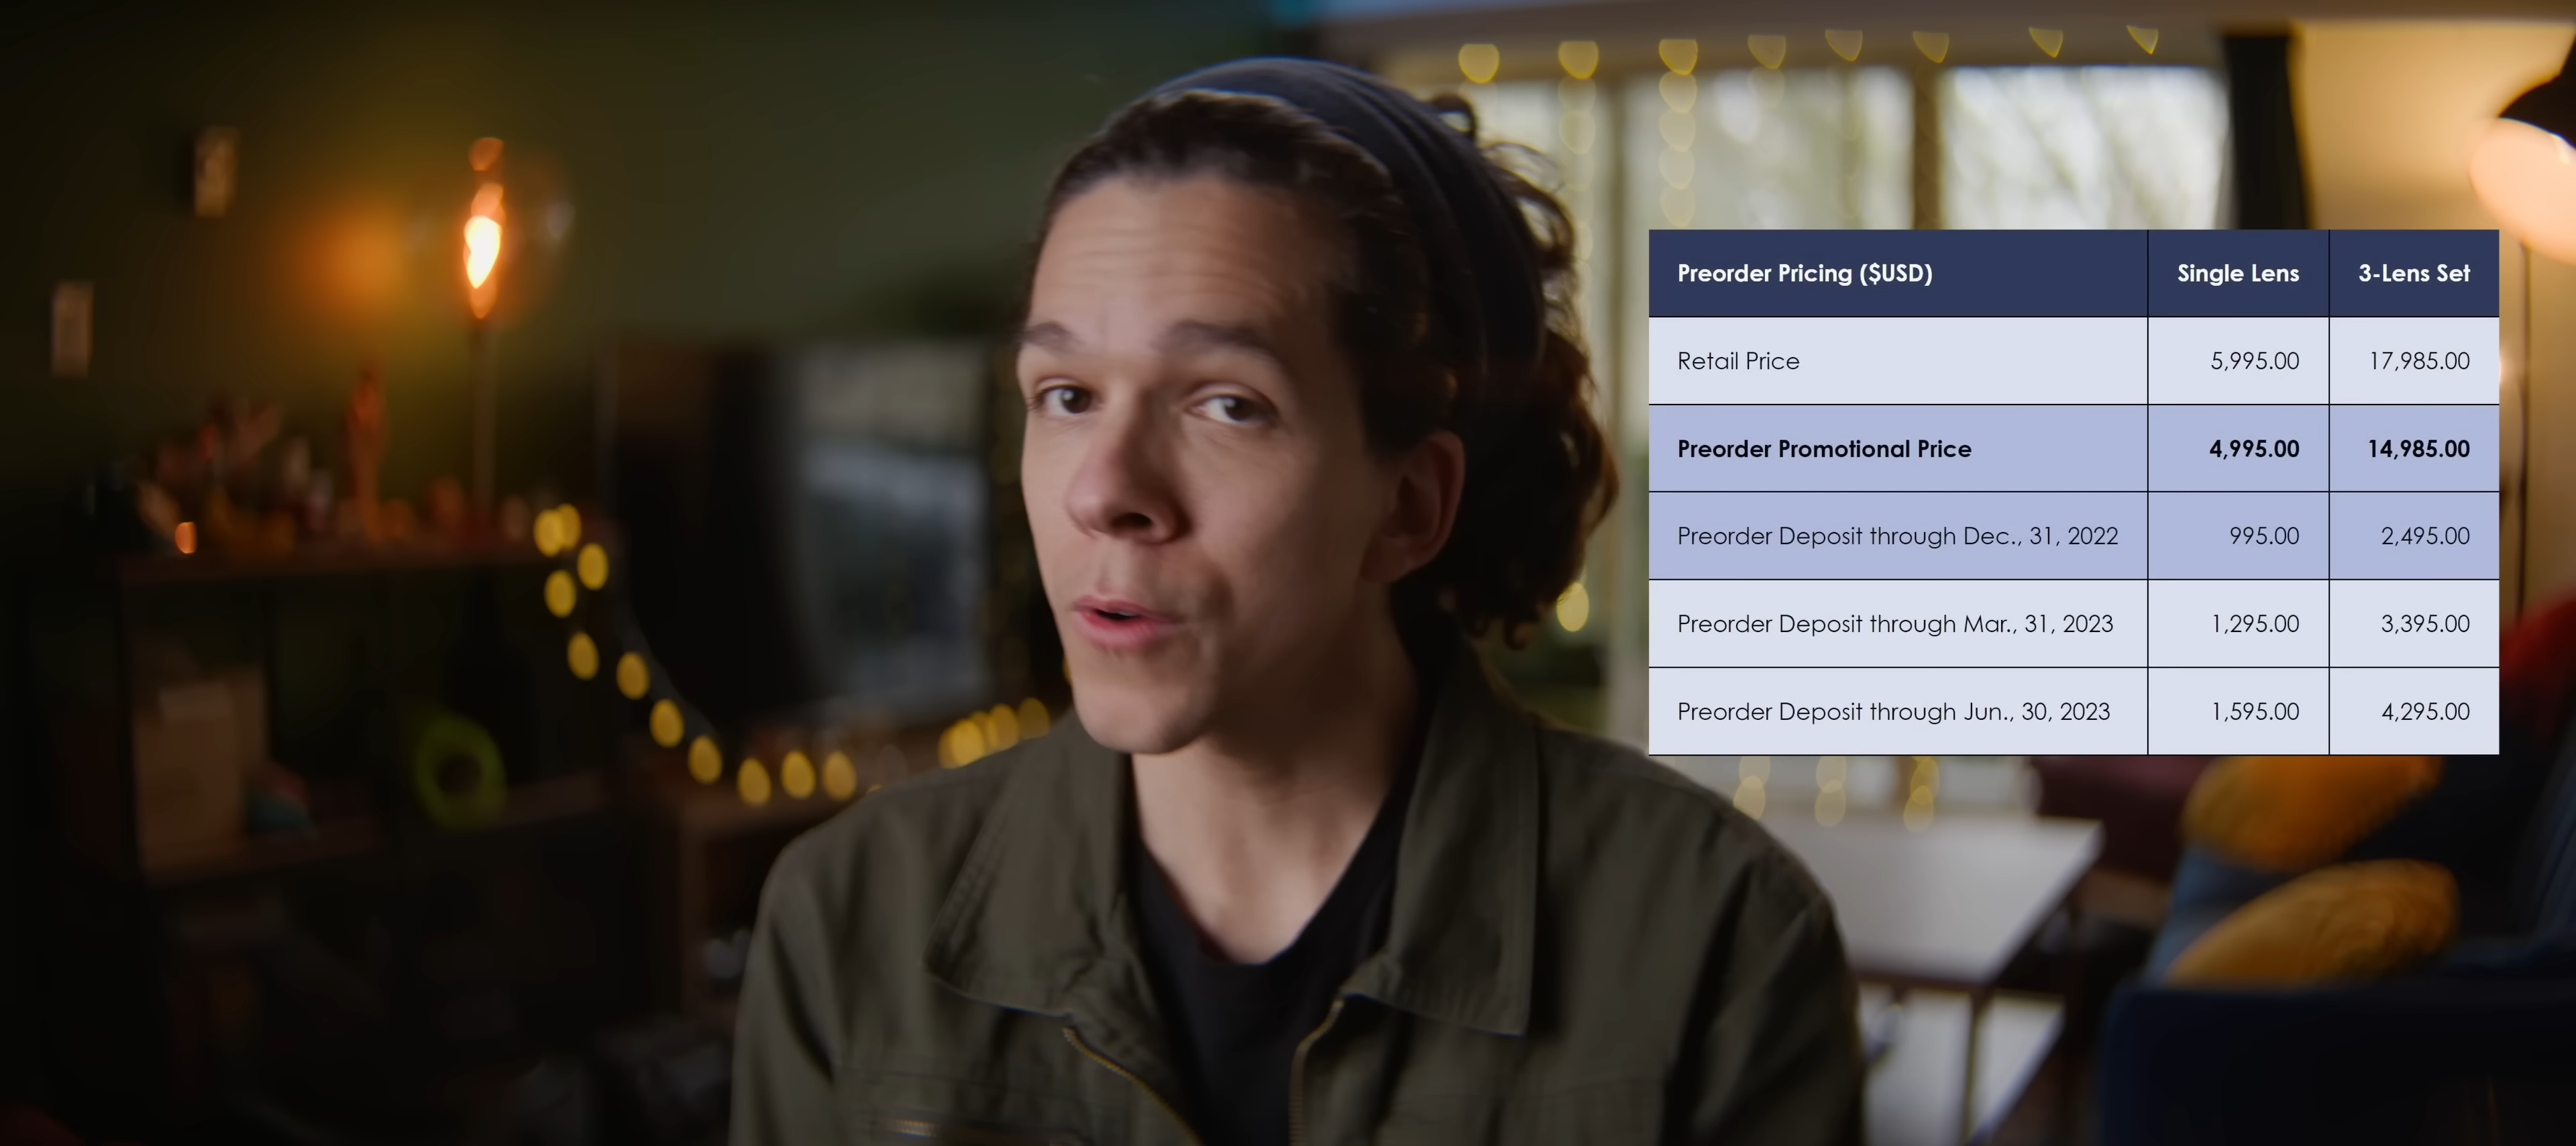 Preorder Pricing ($USD) Single Lens 3-Lens Set
Retail Price 5,995.00 17,985.00
Preorder Promotional Price 4,995.00 14,985.00
Preorder Deposit through Dec., 31, 2022 995.00 2,495.00
Preorder Deposit through Mar., 31, 2023 1,295.00 3,395.00
Preorder Deposit through Jun., 30, 2023 1,595.00 4,295.00